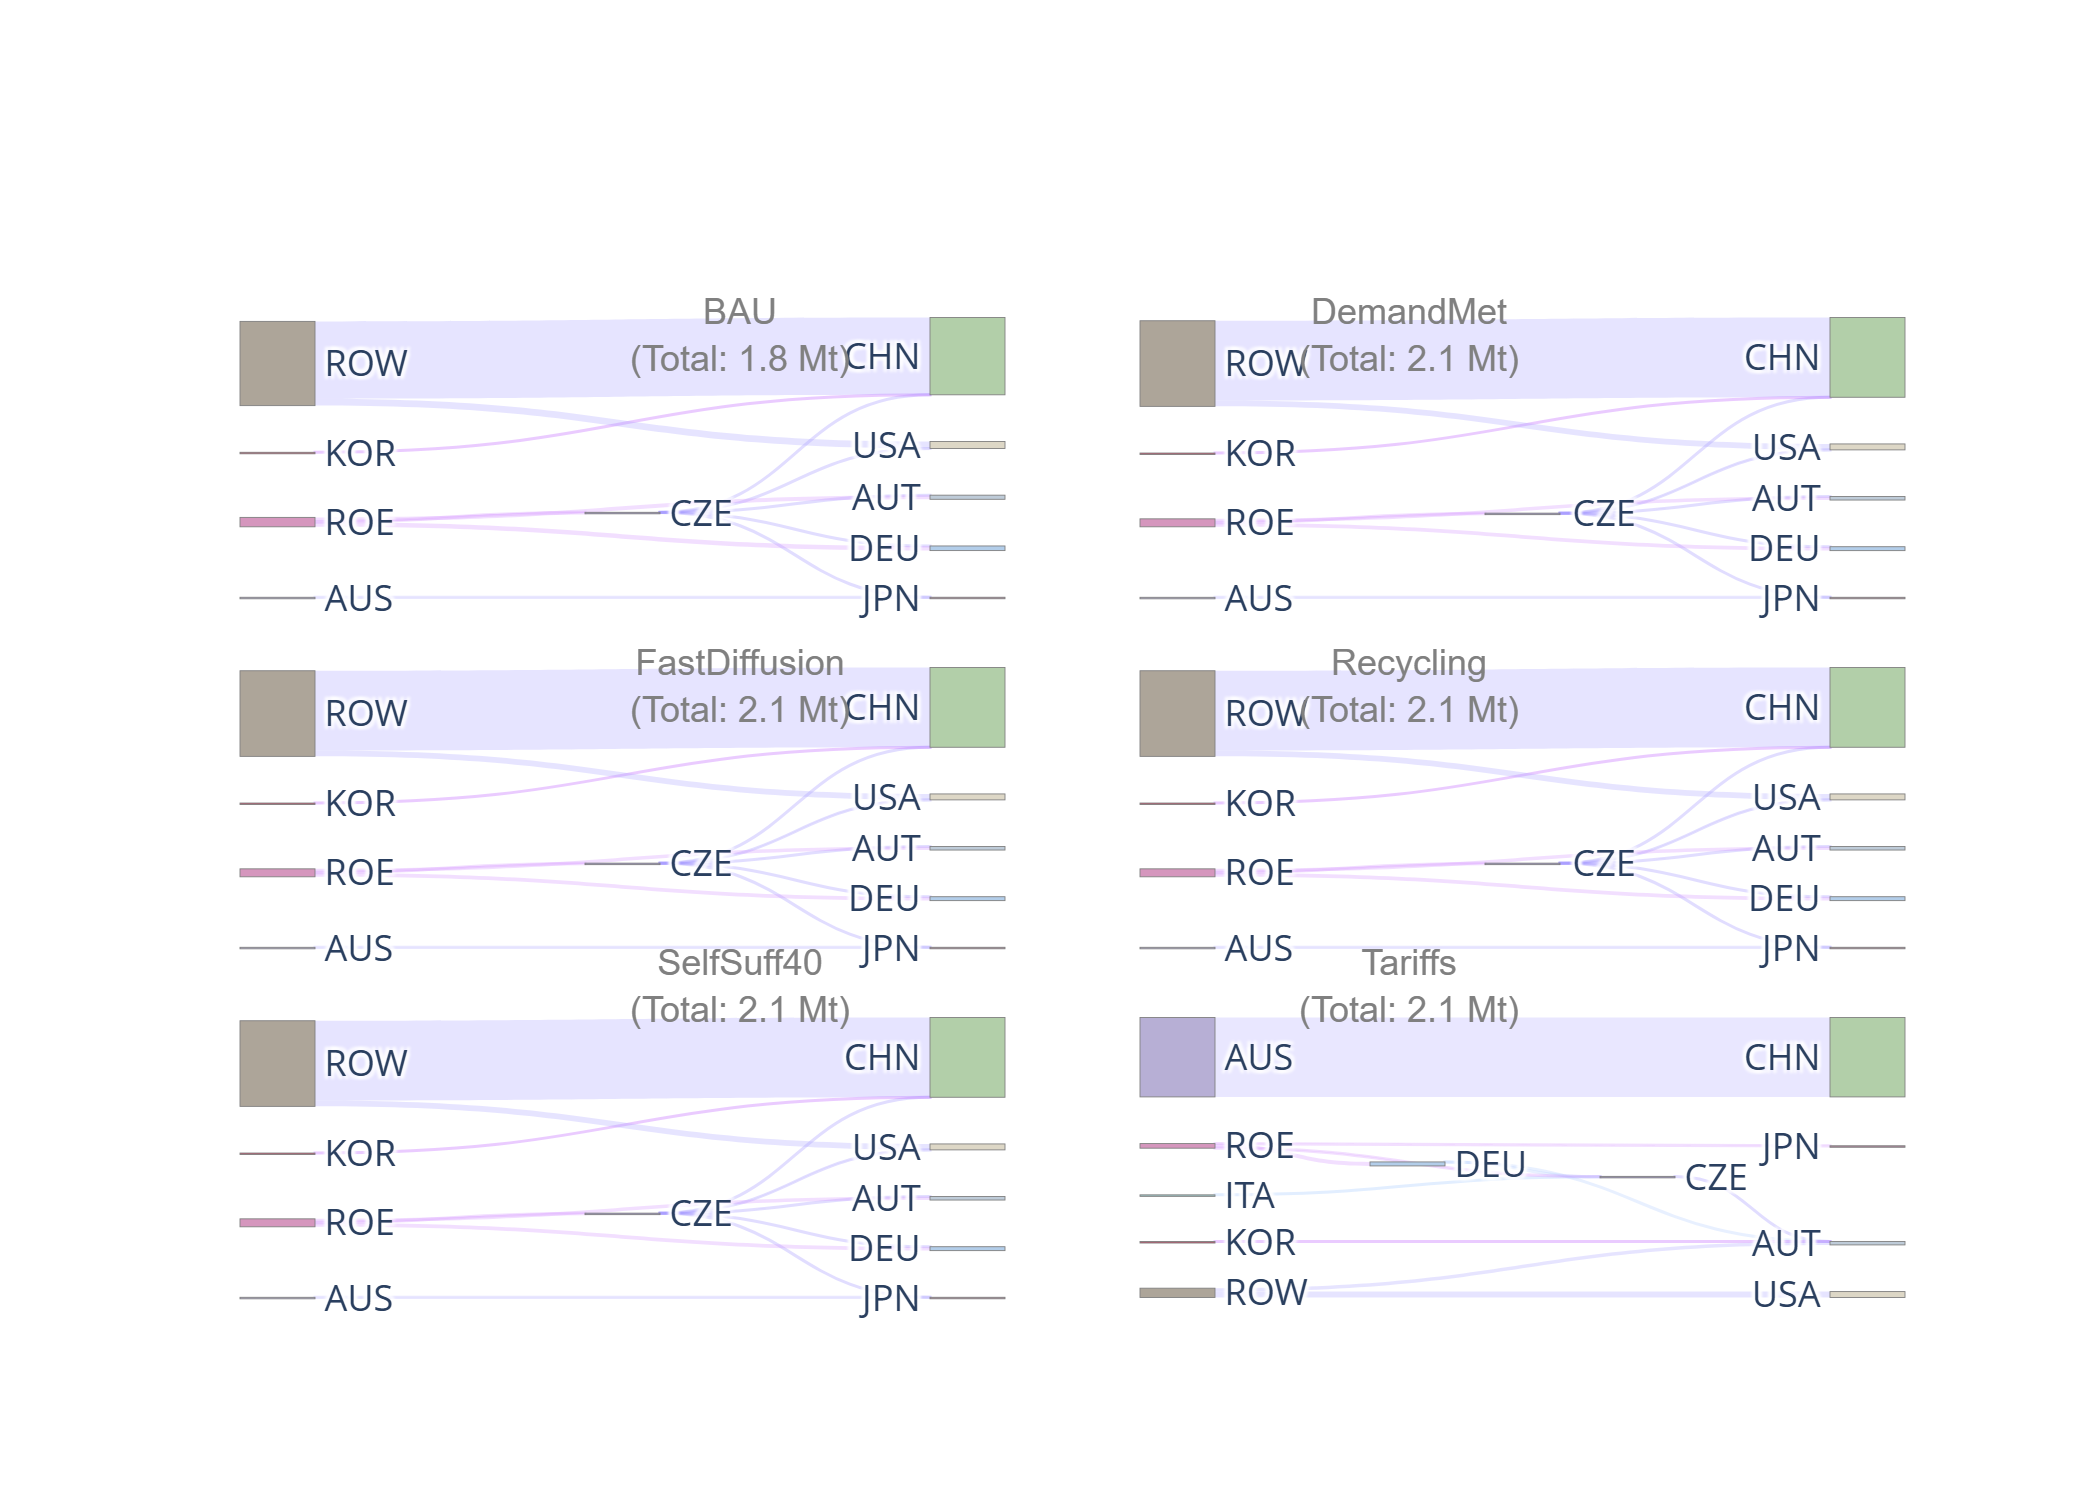 BAU
(Total: 1.8 Mt)
ROW
CHN
KOR
USA
ROE
CZE
AUT
DEU
AUS
JPN
DemandMet
(Total: 2.1 Mt)
ROW
CHN
KOR
USA
ROE
CZE
AUT
DEU
AUS
JPN
FastDiffusion
(Total: 2.1 Mt)
ROW
CHN
KOR
USA
ROE
CZE
AUT
DEU
AUS
JPN
Recycling
(Total: 2.1 Mt)
ROW
CHN
KOR
USA
ROE
CZE
AUT
DEU
AUS
JPN
SelfSuff40
(Total: 2.1 Mt)
ROW
CHN
KOR
USA
ROE
CZE
AUT
DEU
AUS
JPN
Tariffs
(Total: 2.1 Mt)
AUS
CHN
ROE
JPN
DEU
CZE
ITA
KOR
AUT
ROW
USA